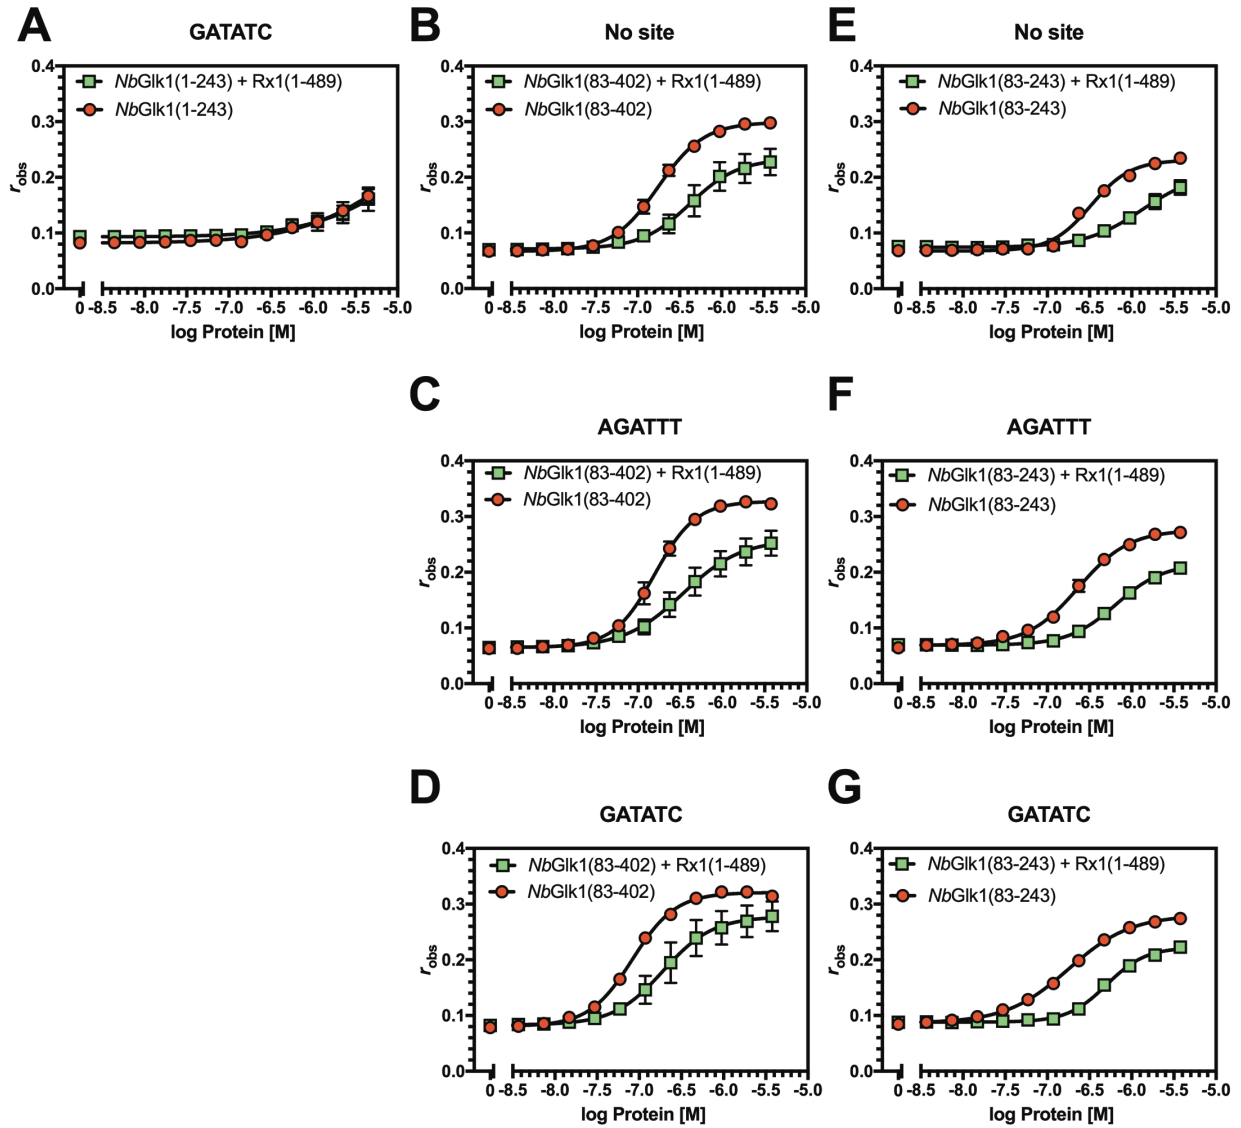 A
GATATC
NbGlk1(1-243) + Rx1(1-489)
NbGlk1(1-243)
0.4
0.3
0.2
0.1
0.0
robs
0 -8.5 -8.0 -7.5 -7.0 -6.5 -6.0 -5.5 -5.0
log Protein [M]
B
No site
NbGlk1(83-402) + Rx1(1-489)
NbGlk1(83-402)
0.4
0.3
0.2
0.1
0.0
robs
0 -8.5 -8.0 -7.5 -7.0 -6.5 -6.0 -5.5 -5.0
log Protein [M]
E
No site
NbGlk1(83-243) + Rx1(1-489)
NbGlk1(83-243)
0.4
0.3
0.2
0.1
0.0
robs
0 -8.5 -8.0 -7.5 -7.0 -6.5 -6.0 -5.5 -5.0
log Protein [M]
C
AGATTT
NbGlk1(83-402) + Rx1(1-489)
NbGlk1(83-402)
0.4
0.3
0.2
0.1
0.0
robs
0 -8.5 -8.0 -7.5 -7.0 -6.5 -6.0 -5.5 -5.0
log Protein [M]
F
AGATTT
NbGlk1(83-243) + Rx1(1-489)
NbGlk1(83-243)
0.4
0.3
0.2
0.1
0.0
robs
0 -8.5 -8.0 -7.5 -7.0 -6.5 -6.0 -5.5 -5.0
log Protein [M]
D
GATATC
NbGlk1(83-402) + Rx1(1-489)
NbGlk1(83-402)
0.4
0.3
0.2
0.1
0.0
robs
0 -8.5 -8.0 -7.5 -7.0 -6.5 -6.0 -5.5 -5.0
log Protein [M]
G
GATATC
NbGlk1(83-243) + Rx1(1-489)
NbGlk1(83-243)
0.4
0.3
0.2
0.1
0.0
robs
0 -8.5 -8.0 -7.5 -7.0 -6.5 -6.0 -5.5 -5.0
log Protein [M]